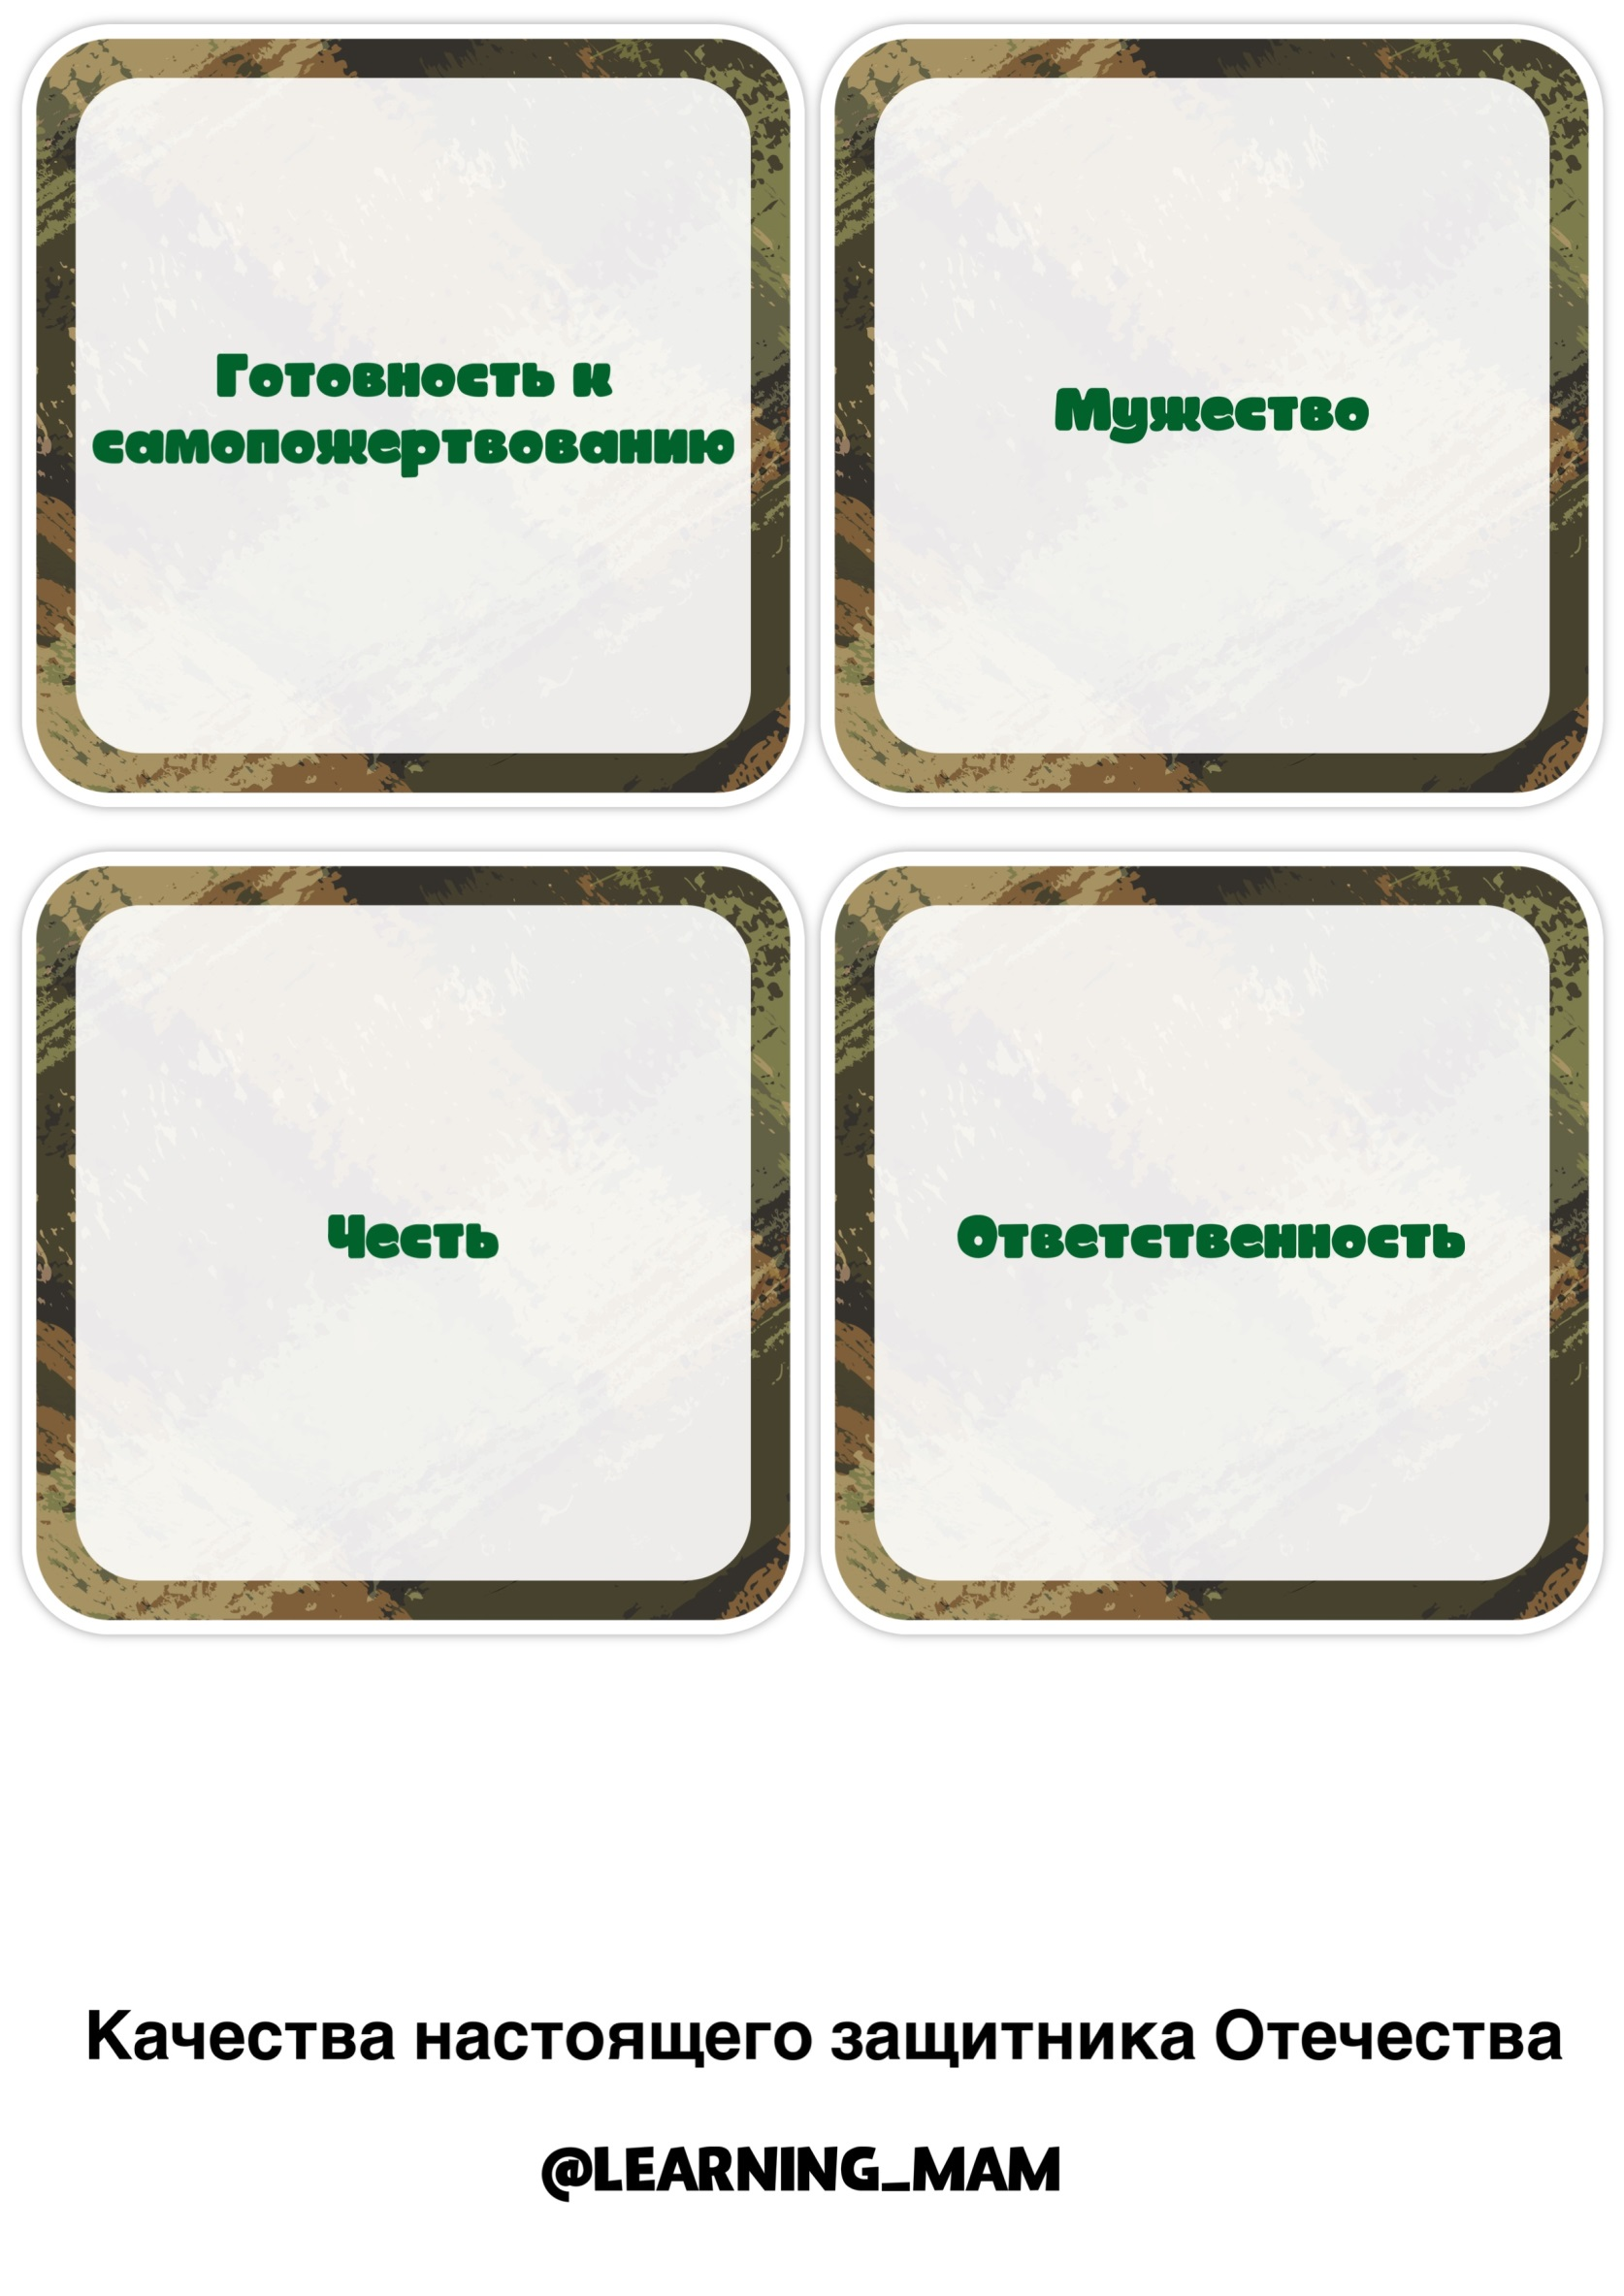 Готовность к
самопожертвованию
Мужество
Честь
Ответственность
Качества настоящего защитника Отечества
@LEARNING_MAM